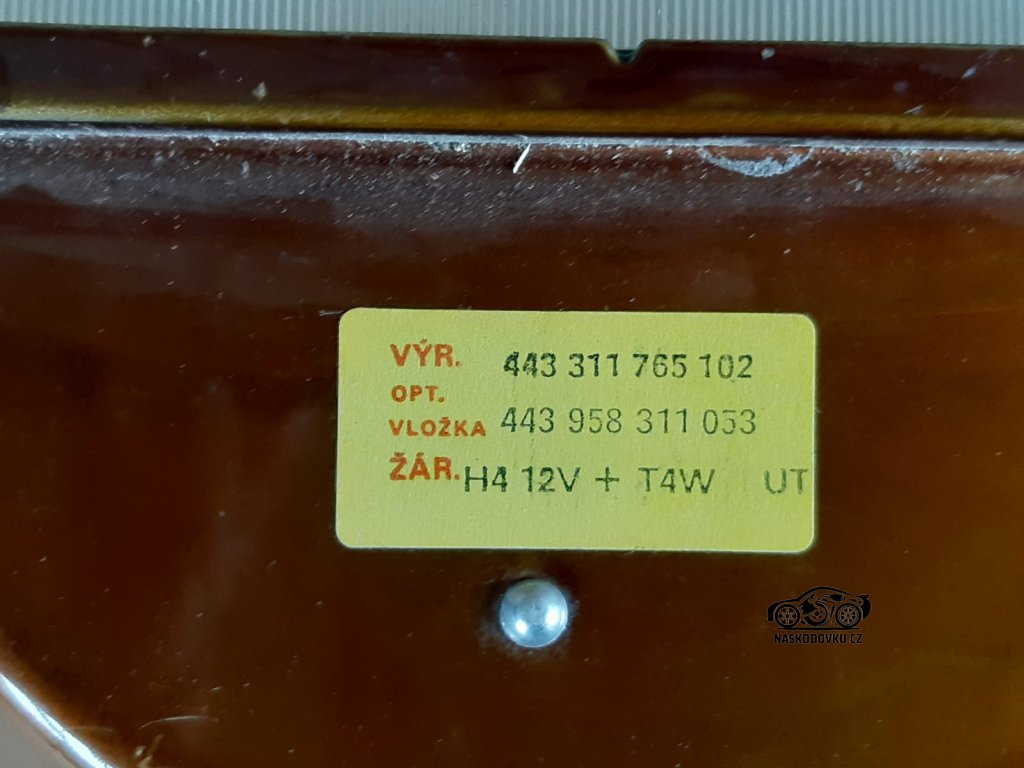 VÝR. 443 311 765 102
OPT.
VLOŽKA 443 958 311 053
ŽÁR. H4 12V + T4W UT
NASKODOVKU.CZ